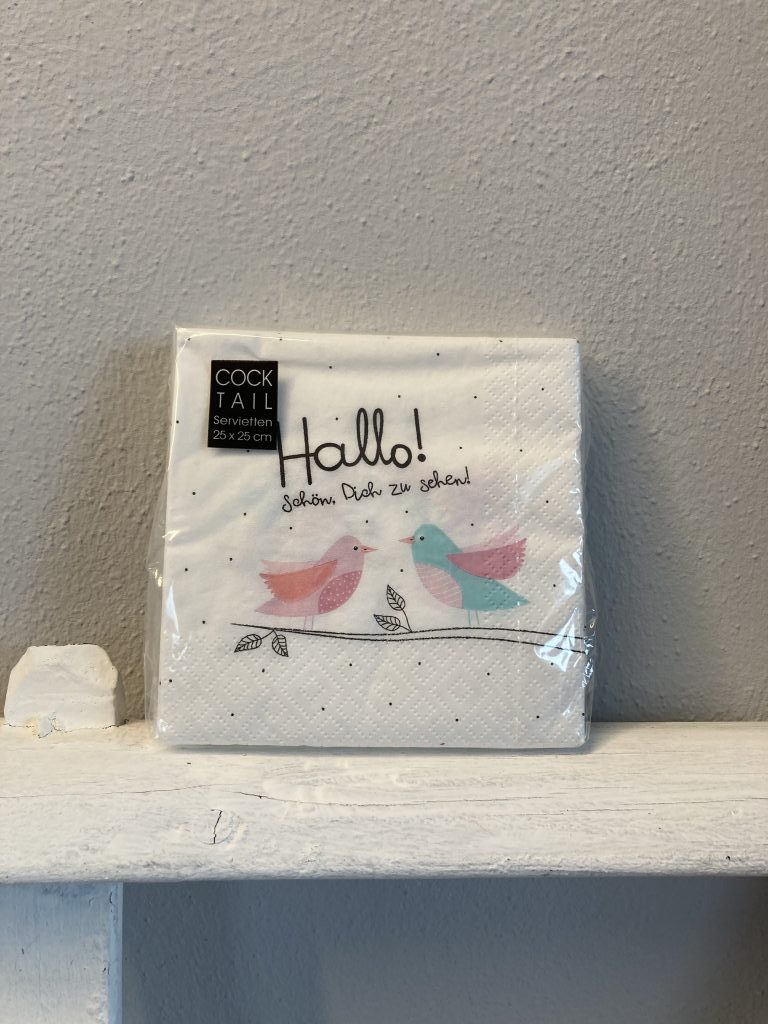 COCK
TAIL
Servietten
25 x 25 cm
Hallo!
schön, Dich zu sehen!